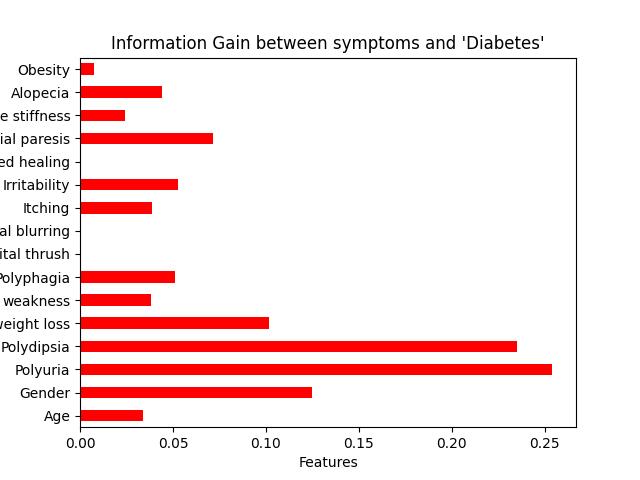 Information Gain between symptoms and 'Diabetes'
Obesity
Alopecia
e stiffness
ial paresis
ed healing
Irritability
Itching
al blurring
ital thrush
Polyphagia
weakness
weight loss
Polydipsia
Polyuria
Gender
Age
0.00 0.05 0.10 0.15 0.20 0.25
Features